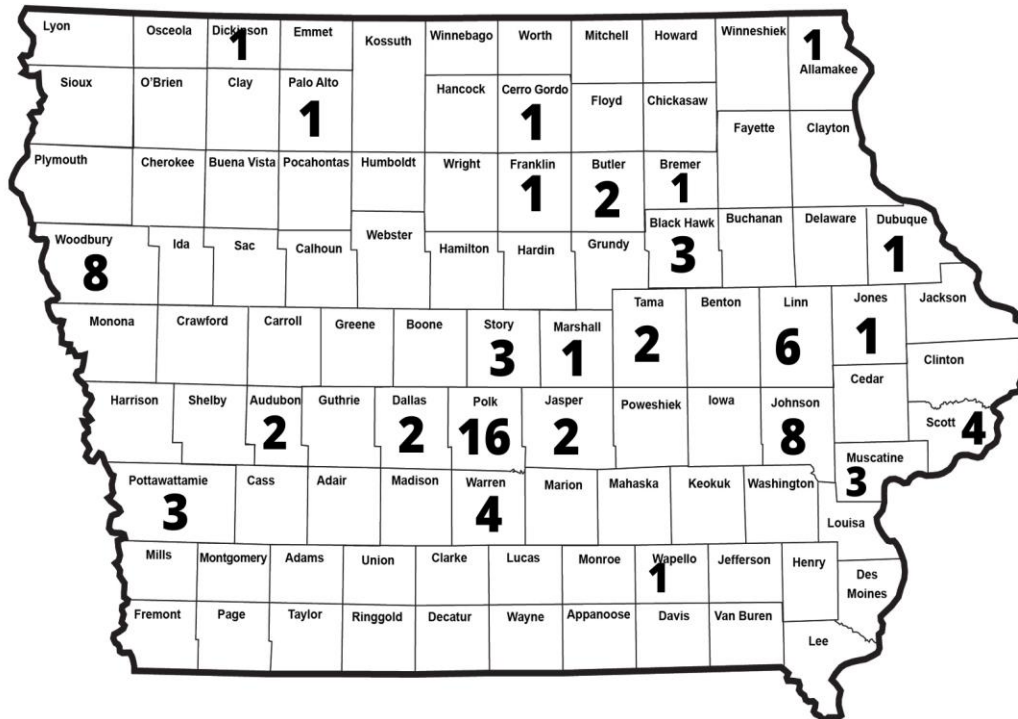 Lyon
Osceola
Dickinson
1
Emmet
Kossuth
Winnebago
Worth
Mitchell
Howard
Winneshiek
1
Allamakee
Sioux
O'Brien
Clay
Palo Alto
1
Hancock
Cerro Gordo
1
Floyd
Chickasaw
Fayette
Clayton
Plymouth
Cherokee
Buena Vista
Pocahontas
Humboldt
Wright
Franklin
1
Butler
2
Bremer
1
Woodbury
8
Ida
Sac
Calhoun
Webster
Hamilton
Hardin
Grundy
Black Hawk
3
Buchanan
Delaware
Dubuque
1
Monona
Crawford
Carroll
Greene
Boone
Story
3
Marshall
1
Tama
2
Benton
Linn
6
Jones
1
Jackson
Clinton
Cedar
Harrison
Shelby
Audubon
2
Guthrie
Dallas
2
Polk
16
Jasper
2
Poweshiek
Iowa
Johnson
8
Scott 4
Muscatine
3
Pottawattamie
3
Cass
Adair
Madison
Warren
4
Marion
Mahaska
Keokuk
Washington
Louisa
Mills
Montgomery
Adams
Union
Clarke
Lucas
Monroe
Wapello
1
Jefferson
Henry
Des
Moines
Fremont
Page
Taylor
Ringgold
Decatur
Wayne
Appanoose
Davis
Van Buren
Lee